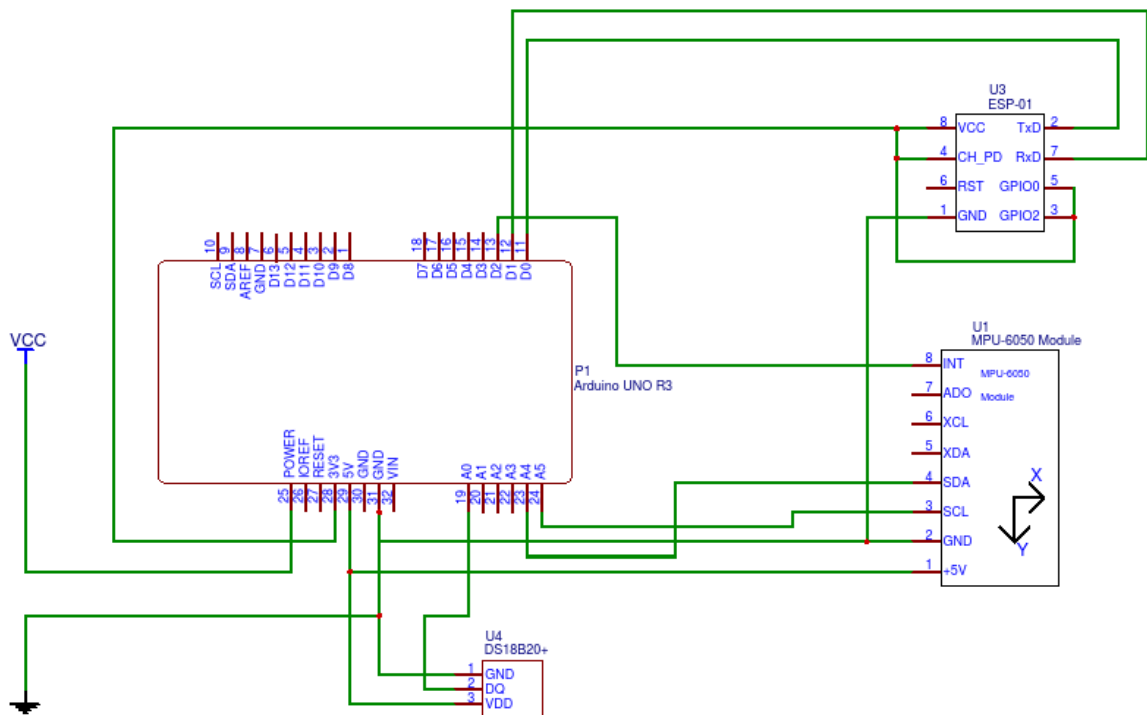 U3
ESP-01
8 VCC TxD 2
4 CH_PD RxD 7
6 RST GPIO0 5
1 GND GPIO2 3
10 9 8 7 6 5 4 3 2 1
SCL SDA AREF GND D13 D12 D11 D10 D9 D8
18 17 16 15 14 13 12 11
D7 D6 D5 D4 D3 D2 D1 D0
VCC
P1
Arduino UNO R3
U1
MPU-6050 Module
8 INT
MPU-6050
Module
7 ADO
6 XCL
5 XDA
4 SDA
3 SCL
2 GND
1 +5V
X
Y
POWER IOREF RESET 3V3 5V GND GND VIN
25 26 27 28 29 30 31 32
A0 A1 A2 A3 A4 A5
19 20 21 22 23 24
U4
DS18B20+
1 GND
2 DQ
3 VDD